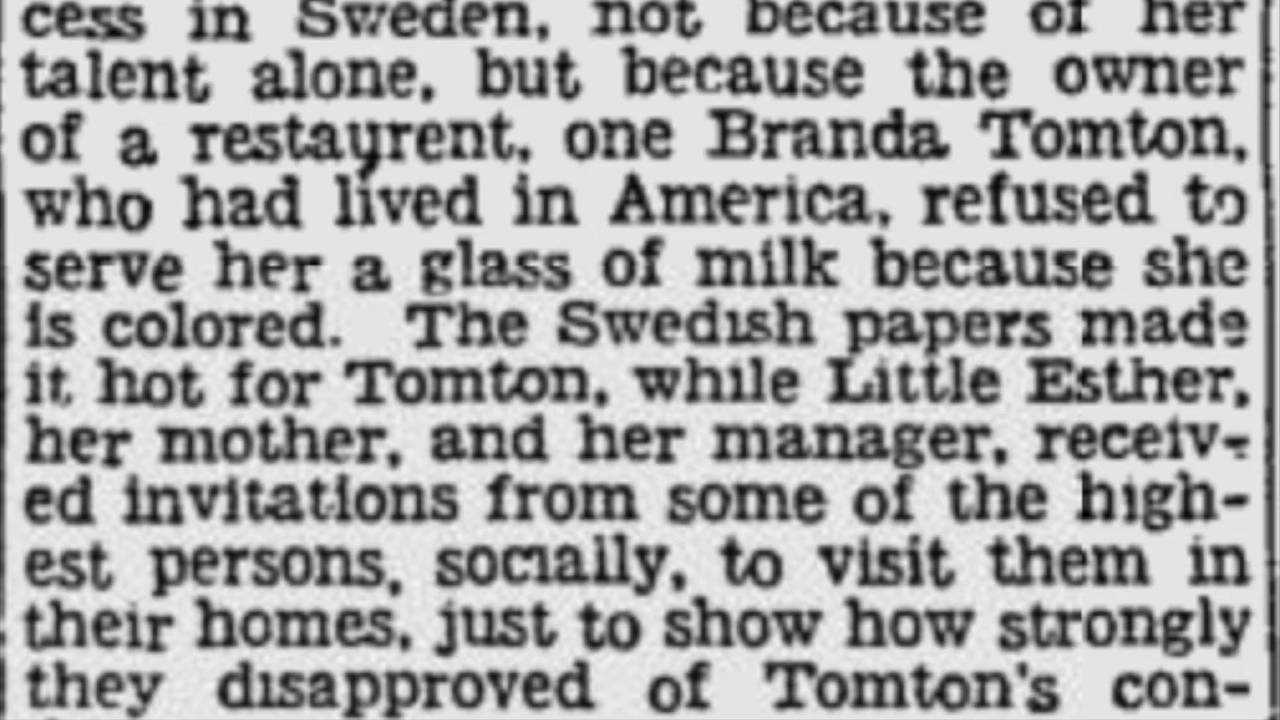 cess in Sweden, not because of her
talent alone, but because the owner
of a restayrent, one Branda Tomton,
who had lived in America, refused to
serve her a glass of milk because she
is colored. The Swedish papers made
it hot for Tomton, while Little Esther,
her mother, and her manager, receiv-
ed invitations from some of the high-
est persons, socially, to visit them in
their homes, just to show how strongly
they disapproved of Tomton's con-